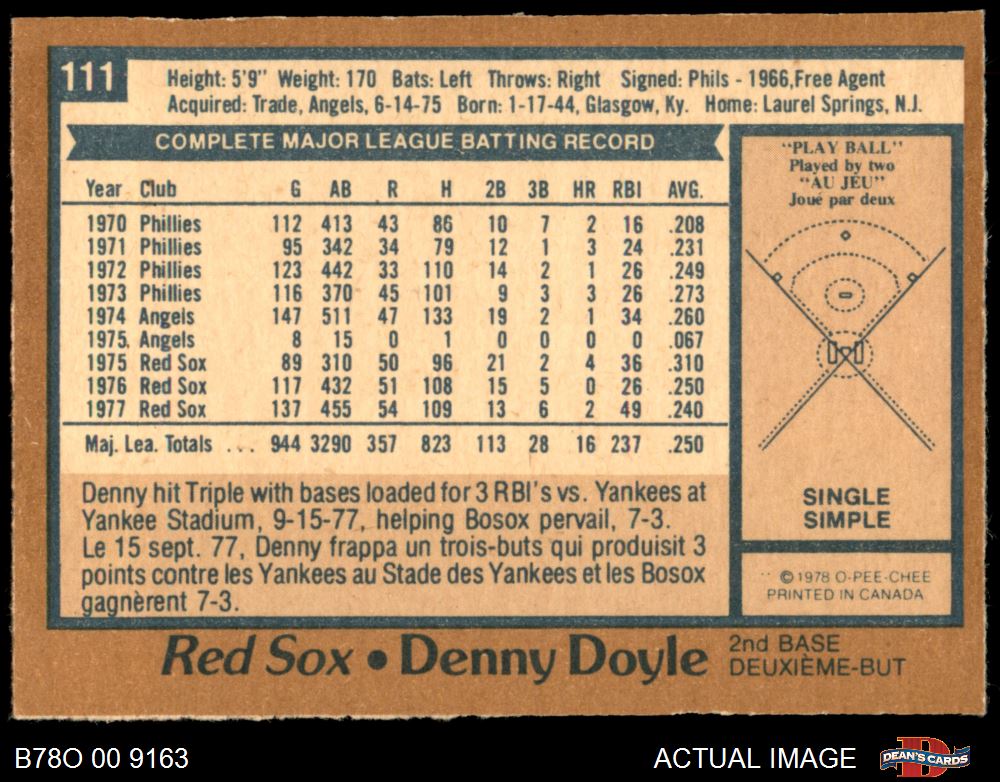 111
Height: 5'9" Weight: 170 Bats: Left Throws: Right Signed: Phils - 1966,Free Agent
Acquired: Trade, Angels, 6-14-75 Born: 1-17-44, Glasgow, Ky. Home: Laurel Springs, N.J.
COMPLETE MAJOR LEAGUE BATTING RECORD
Year Club G AB R H 2B 3B HR RBI AVG.
1970 Phillies 112 413 43 86 10 7 2 16 .208
1971 Phillies 95 342 34 79 12 1 3 24 .231
1972 Phillies 123 442 33 110 14 2 1 26 .249
1973 Phillies 116 370 45 101 9 3 3 26 .273
1974 Angels 147 511 47 133 19 2 1 34 .260
1975. Angels 8 15 0 1 0 0 0 0 .067
1975 Red Sox 89 310 50 96 21 2 4 36 .310
1976 Red Sox 117 432 51 108 15 5 0 26 .250
1977 Red Sox 137 455 54 109 13 6 2 49 .240
Maj. Lea. Totals ... 944 3290 357 823 113 28 16 237 .250
Denny hit Triple with bases loaded for 3 RBI's vs. Yankees at
Yankee Stadium, 9-15-77, helping Bosox pervail, 7-3.
Le 15 sept. 77, Denny frappa un trois-buts qui produisit 3
points contre les Yankees au Stade des Yankees et les Bosox
gagnèrent 7-3.
"PLAY BALL"
Played by two
"AU JEU"
Joué par deux
SINGLE
SIMPLE
©1978 O-PEE-CHEE
PRINTED IN CANADA
Red Sox • Denny Doyle
2nd BASE
DEUXIÈME-BUT
B78O 00 9163
ACTUAL IMAGE
DEAN'S CARDS